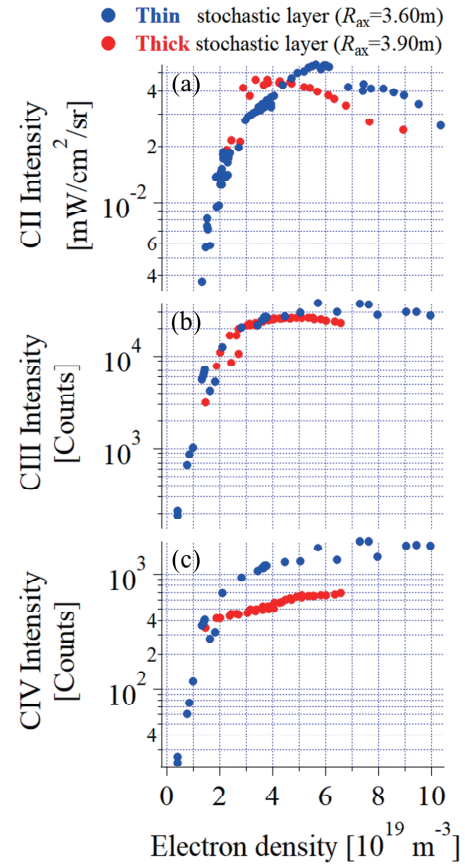 Thin stochastic layer (Rax=3.60m)
Thick stochastic layer (Rax=3.90m)
(a)
CII Intensity
[mW/cm²/sr]
4
2
10⁻²
6
4
(b)
CIII Intensity
[Counts]
10⁴
10³
(c)
CIV Intensity
[Counts]
10³
4
2
10²
4
0 2 4 6 8 10
Electron density [10¹⁹ m⁻³]